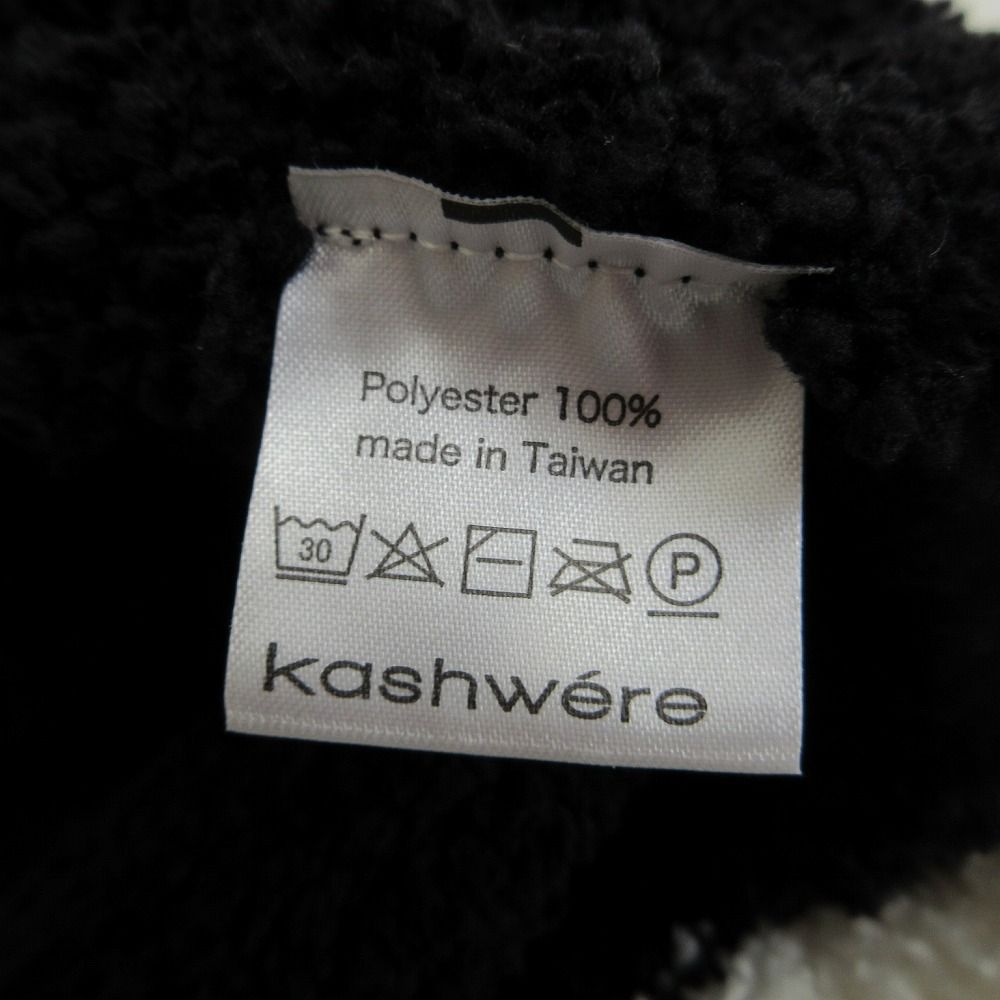 Polyester 100%
made in Taiwan
30 P
kashwére